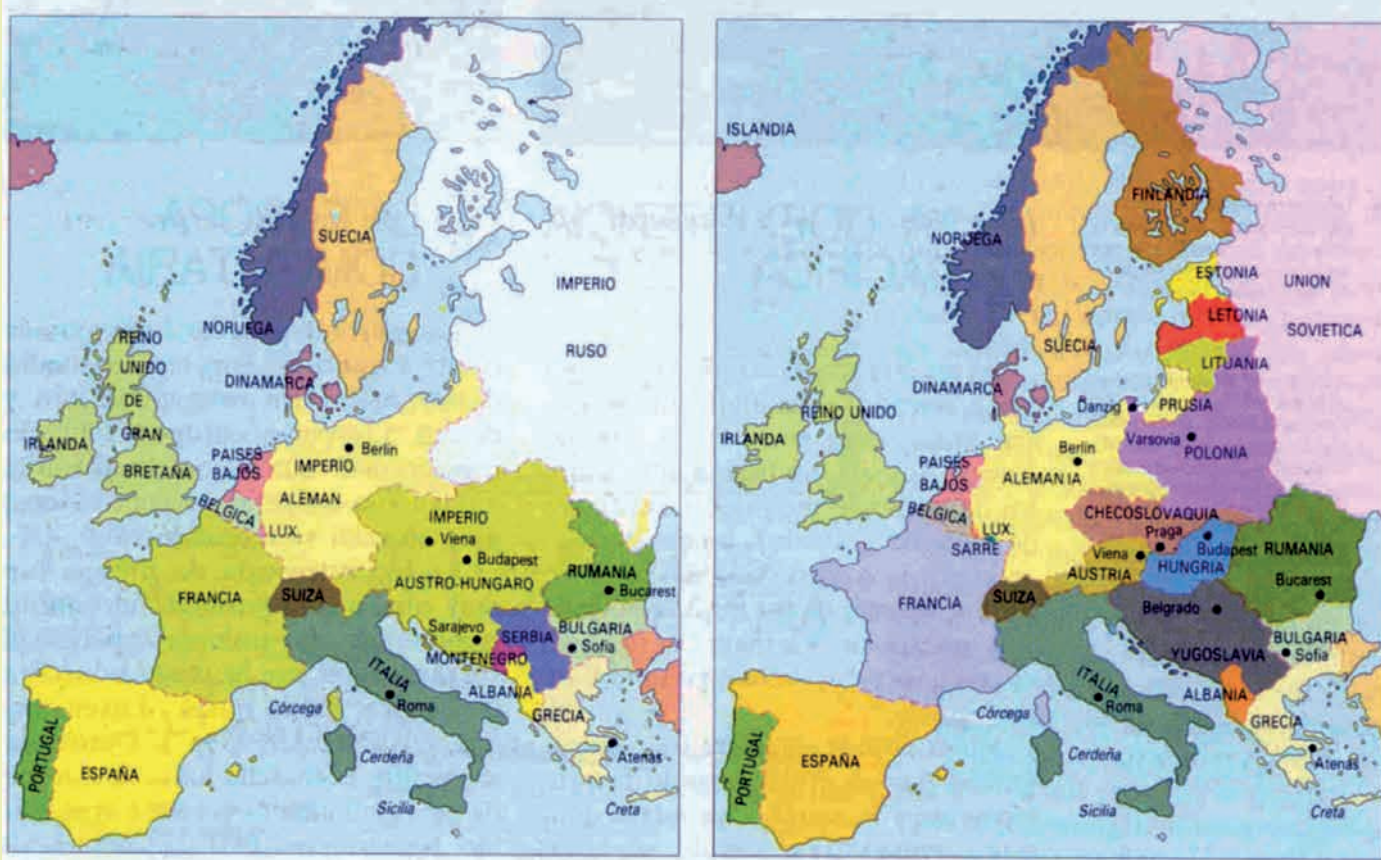 SUECIA
IMPERIO
RUSO
NORUEGA
REINO
UNIDO
DE
GRAN
BRETAÑA
IRLANDA
DINAMARCA
PAISES
BAJOS
BELGICA
LUX.
Berlín
IMPERIO
ALEMAN
IMPERIO
Viena
Budapest
AUSTRO-HUNGARO
RUMANIA
Bucarest
FRANCIA
SUIZA
Sarajevo
SERBIA
BULGARIA
Sofía
MONTENEGRO
ITALIA
Roma
ALBANIA
GRECIA
Atenas
Córcega
Cerdeña
Sicilia
Creta
PORTUGAL
ESPAÑA
ISLANDIA
FINLANDIA
NORUEGA
ESTONIA
UNION
LETONIA
SOVIETICA
SUECIA
LITUANIA
DINAMARCA
Danzig
PRUSIA
REINO UNIDO
IRLANDA
Varsovia
POLONIA
Berlín
PAISES
BAJOS
ALEMANIA
BELGICA
LUX.
SARRE
CHECOSLOVAQUIA
Praga
Viena
Budapest
AUSTRIA
HUNGRIA
RUMANIA
Bucarest
FRANCIA
SUIZA
Belgrado
BULGARIA
Sofía
YUGOSLAVIA
ITALIA
Roma
ALBANIA
GRECIA
Atenas
Córcega
Cerdeña
Sicilia
Creta
PORTUGAL
ESPAÑA